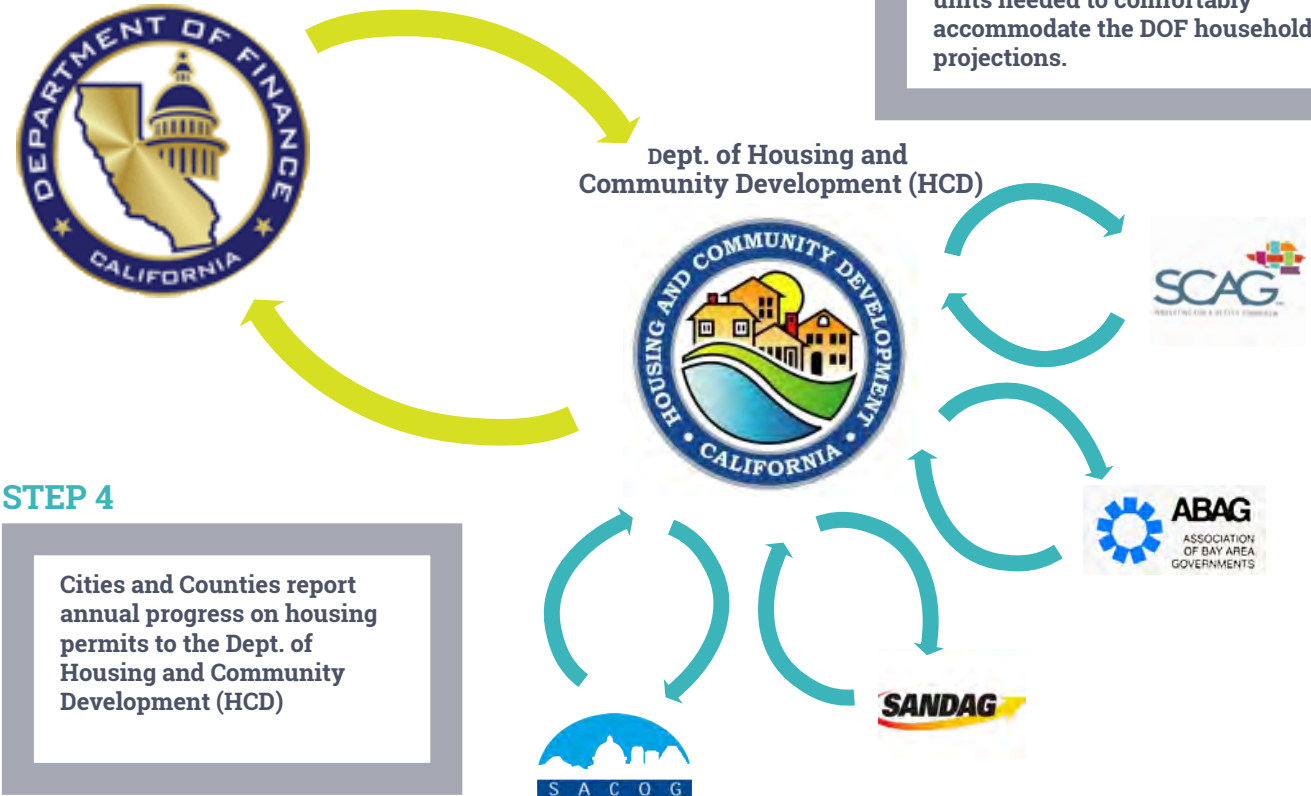 units needed to comfortably
accommodate the DOF household
projections.
DEPARTMENT OF FINANCE
CALIFORNIA
Dept. of Housing and
Community Development (HCD)
HOUSING AND COMMUNITY DEVELOPMENT
CALIFORNIA
SCAG
ABAG
ASSOCIATION
OF BAY AREA
GOVERNMENTS
STEP 4
Cities and Counties report
annual progress on housing
permits to the Dept. of
Housing and Community
Development (HCD)
SANDAG
SACOG